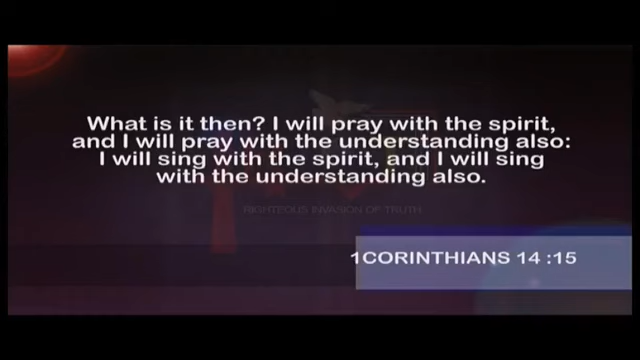 What is it then? I will pray with the spirit,
and I will pray with the understanding also:
I will sing with the spirit, and I will sing
with the understanding also.
RIGHTEOUS INVASION OF TRUTH
1CORINTHIANS 14 :15